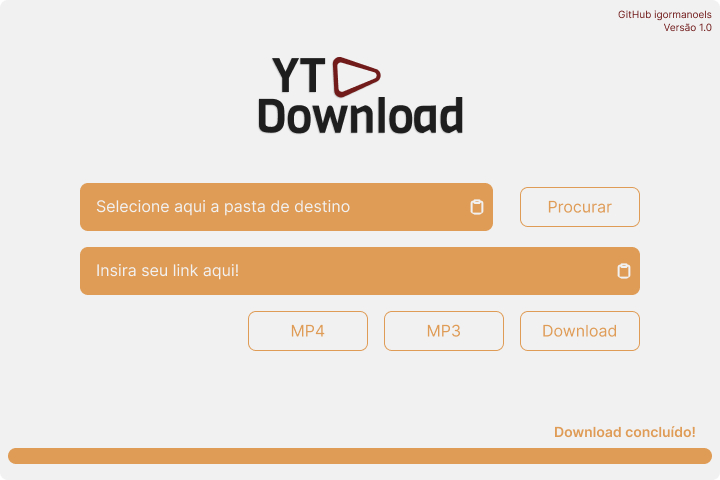 GitHub igormanoels
Versão 1.0
YT
Download
Selecione aqui a pasta de destino
Procurar
Insira seu link aqui!
MP4
MP3
Download
Download concluído!